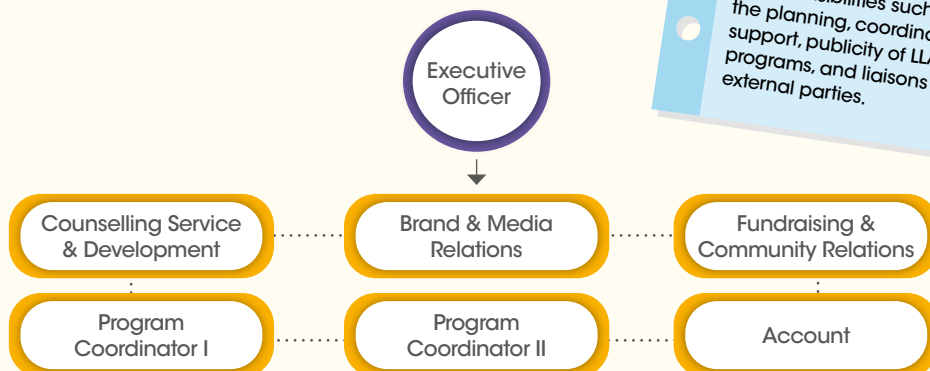 the planning, coordina
support, publicity of
programs, and liaisons
external parties.
Executive
Officer
Counselling Service
& Development
Brand & Media
Relations
Fundraising &
Community Relations
Program
Coordinator I
Program
Coordinator II
Account